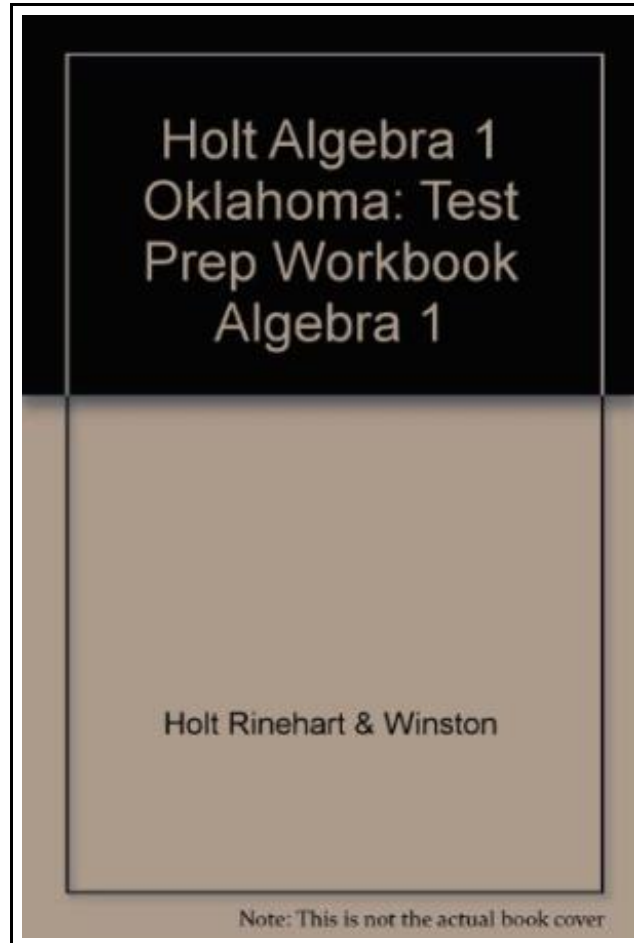 Holt Algebra 1
Oklahoma: Test
Prep Workbook
Algebra 1
Holt Rinehart & Winston
Note: This is not the actual book cover